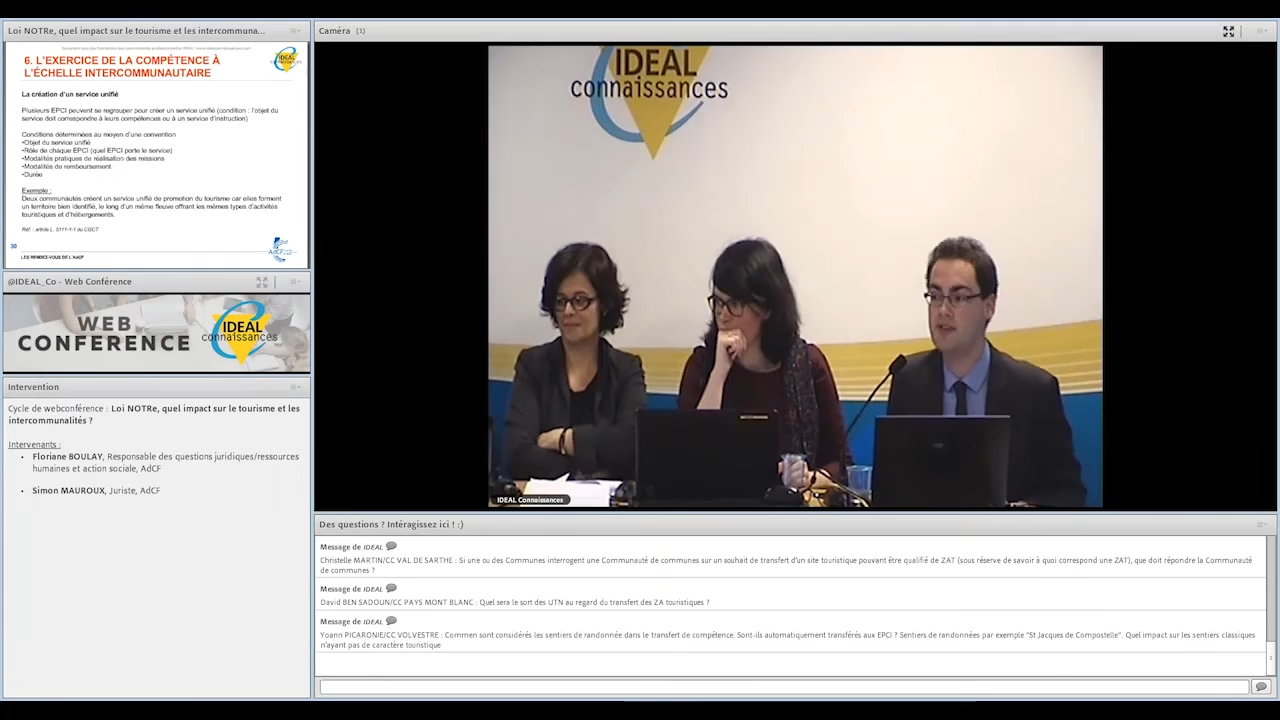 Loi NOTRe, quel impact sur le tourisme et les intercommuna...
6. L'EXERCICE DE LA COMPÉTENCE À
L'ÉCHELLE INTERCOMMUNAUTAIRE
La création d'un service unifié
Plusieurs EPCI peuvent se regrouper pour créer un service unifié (condition : l'objet du
service doit correspondre à leurs compétences ou à un service d'instruction)
Conditions déterminées au moyen d'une convention
•Objet du service unifié
•Rôle de chaque EPCI (quel EPCI porte le service)
•Modalités pratiques de réalisation des missions
•Modalités de remboursement
•Durée
Exemple :
Deux communautés créent un service unifié de promotion du tourisme car elles forment
un territoire bien identifié, le long d'un même fleuve offrant les mêmes types d'activités
touristiques et d'hébergements.
Réf : article L. 5111-1-1 du CGCT
30
LES RENDEZ-VOUS DE L'AdCF
@IDEAL_Co - Web Conférence
WEB
CONFERENCE
IDEAL
connaissances
Intervention
Cycle de webconférence : Loi NOTRe, quel impact sur le tourisme et les
intercommunalités ?
Intervenants :
• Floriane BOULAY, Responsable des questions juridiques/ressources
humaines et action sociale, AdCF
• Simon MAUROUX, Juriste, AdCF
Caméra (1)
IDEAL
connaissances
IDEAL Connaissances
Des questions ? Intéragissez ici ! :)
Message de IDEAL
Christelle MARTIN/CC VAL DE SARTHE : Si une ou des Communes interrogent une Communauté de communes sur un souhait de transfert d'un site touristique pouvant être qualifié de ZAT (sous réserve de savoir à quoi correspond une ZAT), que doit répondre la Communauté
de communes ?
Message de IDEAL
David BEN SADOUN/CC PAYS MONT BLANC : Quel sera le sort des UTN au regard du transfert des ZA touristiques ?
Message de IDEAL
Yoann PICARONIE/CC VOLVESTRE : Commen sont considérés les sentiers de randonnée dans le transfert de compétence. Sont-ils automatiquement transférés aux EPCI ? Sentiers de randonnées par exemple "St Jacques de Compostelle". Quel impact sur les sentiers classiques
n'ayant pas de caractère touristique